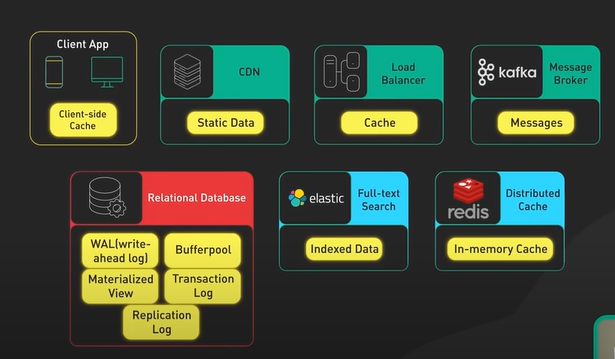 Client App
Client-side
Cache
CDN
Static Data
Load
Balancer
Cache
kafka
Message
Broker
Messages
Relational Database
WAL(write-
ahead log)
Bufferpool
Materialized
View
Transaction
Log
Replication
Log
elastic
Full-text
Search
Indexed Data
redis
Distributed
Cache
In-memory Cache